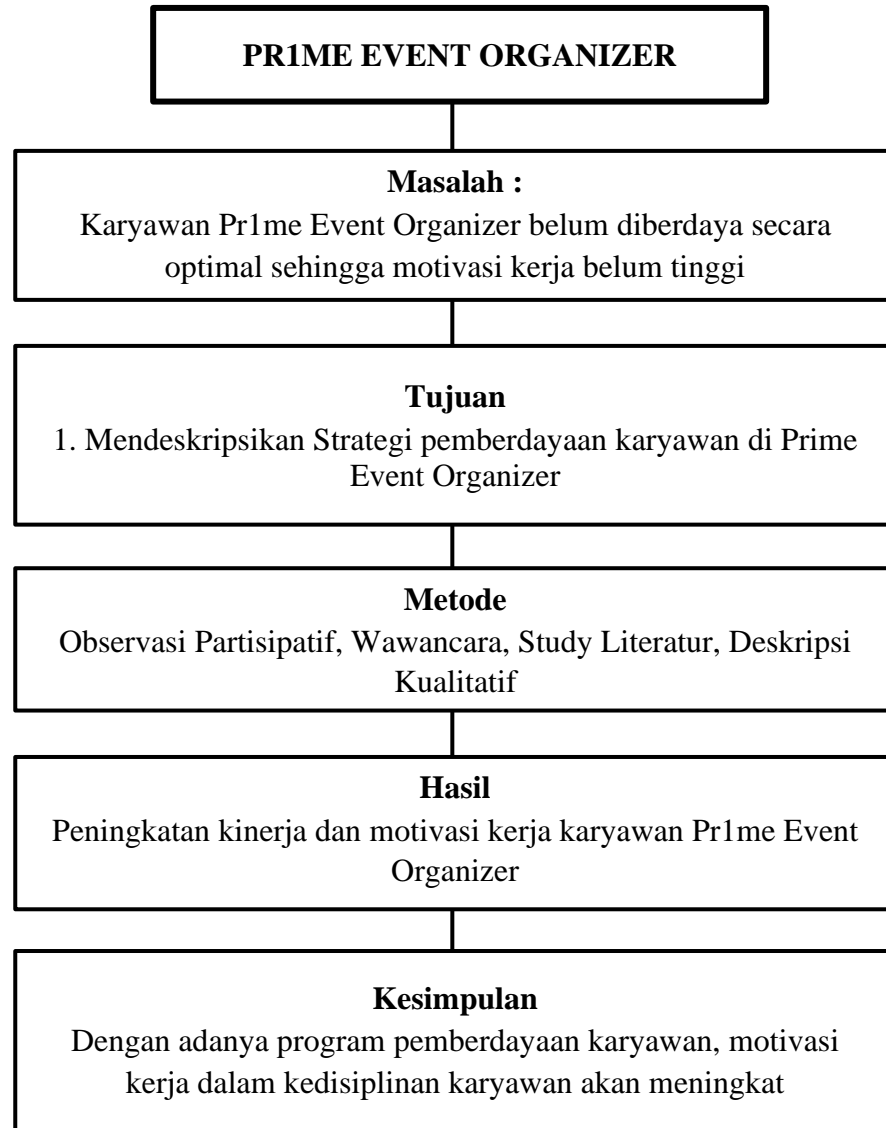 PR1ME EVENT ORGANIZER
Masalah :
Karyawan Pr1me Event Organizer belum diberdaya secara
optimal sehingga motivasi kerja belum tinggi
Tujuan
1. Mendeskripsikan Strategi pemberdayaan karyawan di Prime
Event Organizer
Metode
Observasi Partisipatif, Wawancara, Study Literatur, Deskripsi
Kualitatif
Hasil
Peningkatan kinerja dan motivasi kerja karyawan Pr1me Event
Organizer
Kesimpulan
Dengan adanya program pemberdayaan karyawan, motivasi
kerja dalam kedisiplinan karyawan akan meningkat